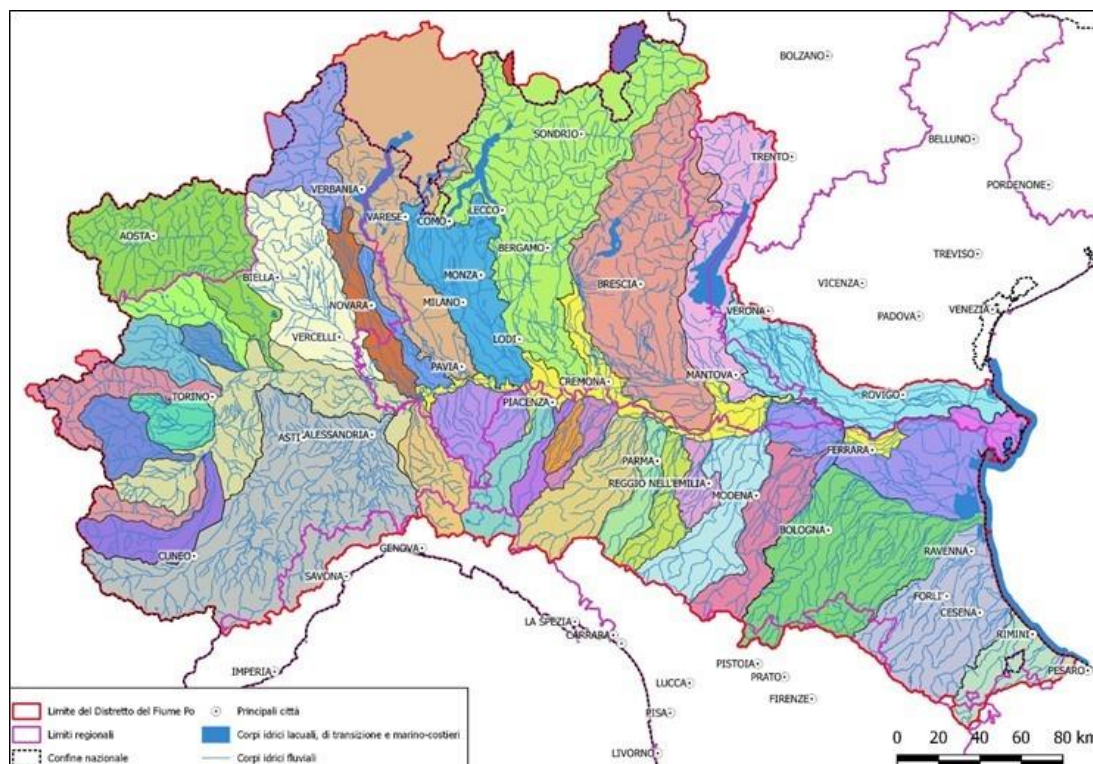 BOLZANO
BELLUNO
SONDRIO
TRENTO
PORDENONE
VERBANIA
VARESE
COMO
LECCO
AOSTA
BERGAMO
TREVISO
BIELLA
MONZA
BRESCIA
VICENZA
NOVARA
MILANO
VERONA
PADOVA
VENEZIA
VERCELLI
LODI
PAVIA
CREMONA
MANTOVA
TORINO
PIACENZA
ROVIGO
ASTI
ALESSANDRIA
FERRARA
PARMA
REGGIO NELL'EMILIA
MODENA
BOLOGNA
CUNEO
GENOVA
RAVENNA
SAVONA
FORLI'
CESENA
LA SPEZIA
CARRARA
RIMINI
IMPERIA
PISTOIA
PRATO
PESARO
LUCCA
FIRENZE
PISA
LIVORNO
Limite del Distretto del Fiume Po
Principali città
Limiti regionali
Corpi idrici lacuali, di transizione e marino-costieri
Confine nazionale
Corpi idrici fluviali
0 20 40 60 80 km